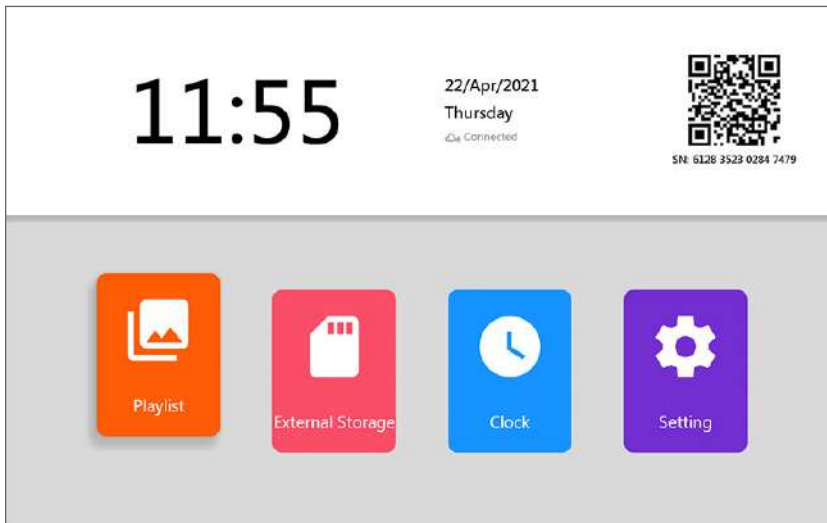 11:55
22/Apr/2021
Thursday
Connected
SN: 6128 3523 0284 7479
Playlist
External Storage
Clock
Setting